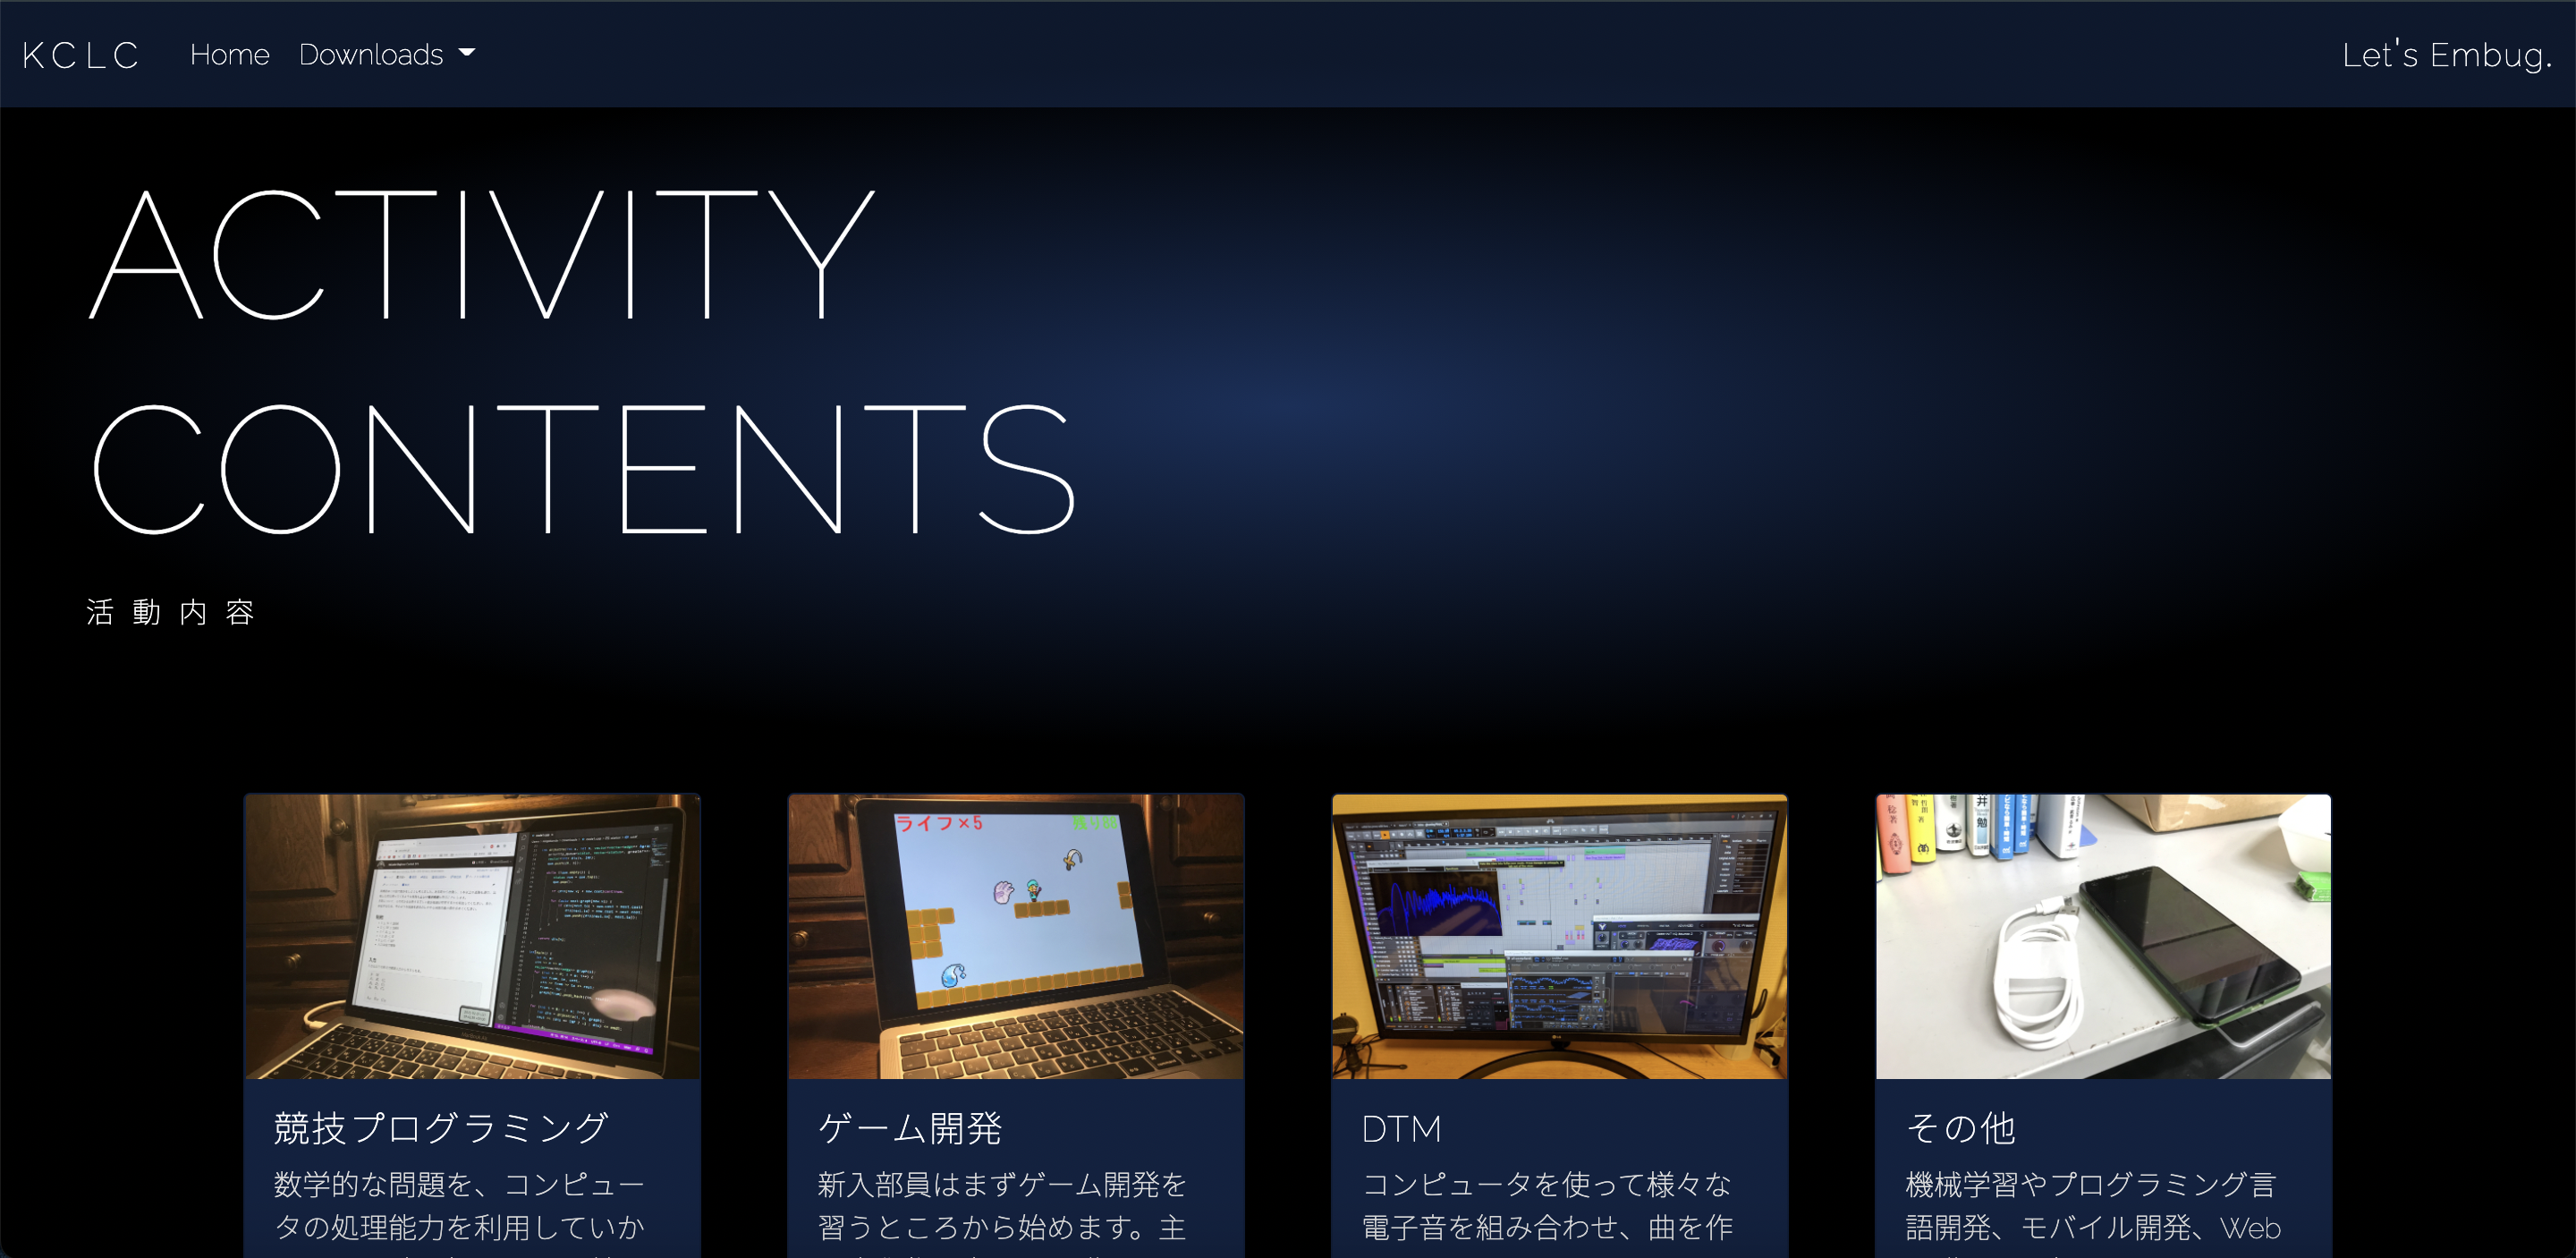 KCLC Home Downloads Let's Embug.
ACTIVITY
CONTENTS
活動内容
ライフ×5
競技プログラミング
数学的な問題を、コンピュー
タの処理能力を利用していか
ゲーム開発
新入部員はまずゲーム開発を
習うところから始めます。主
DTM
コンピュータを使って様々な
電子音を組み合わせ、曲を作
その他
機械学習やプログラミング言
語開発、モバイル開発、Web